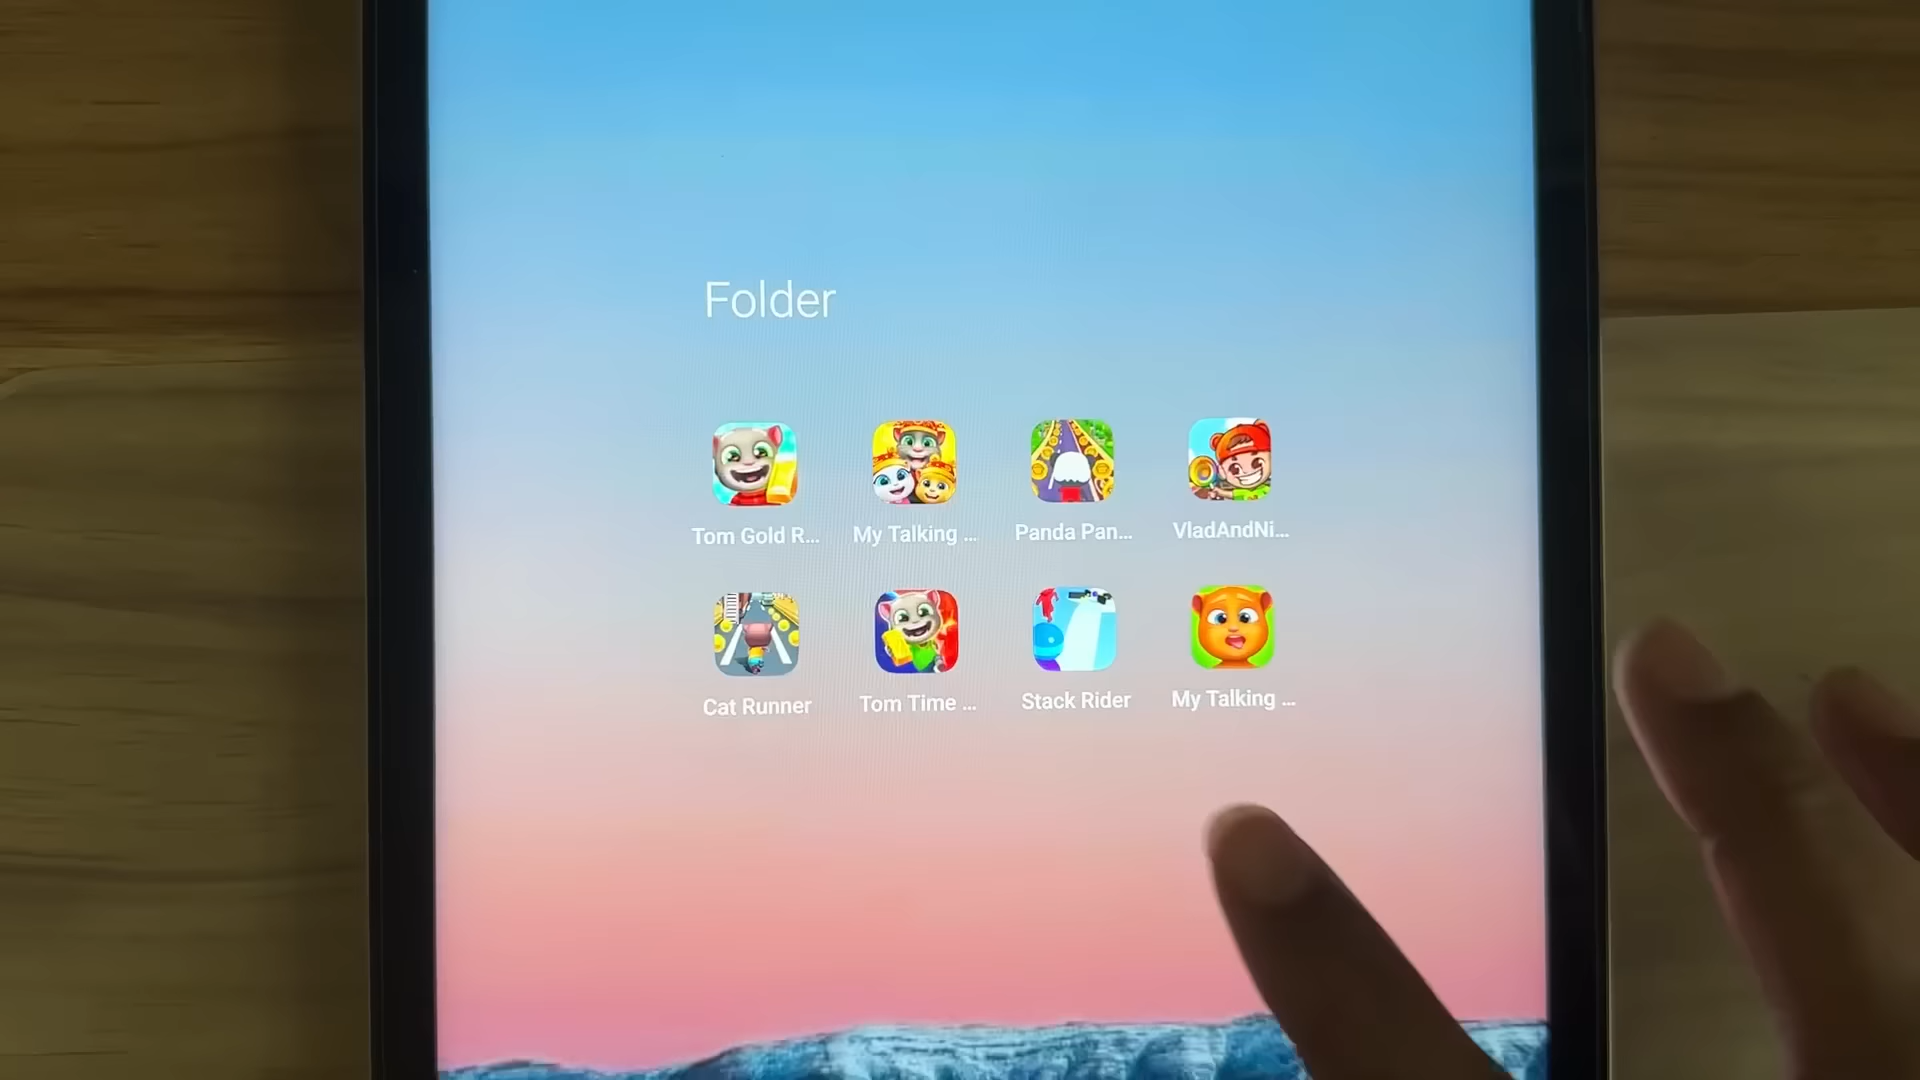 Folder
Tom Gold R...
My Talking ...
Panda Pan...
VladAndNi...
Cat Runner
Tom Time ...
Stack Rider
My Talking ...